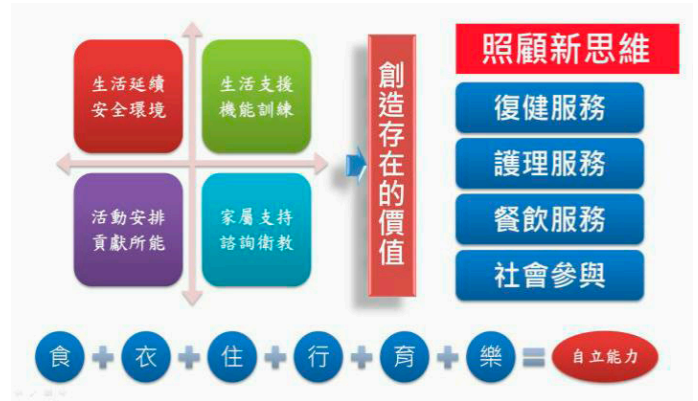 生活延續
安全環境
生活支援
機能訓練
活動安排
貢獻所能
家屬支持
諮詢衛教
創造存在的價值
照顧新思維
復健服務
護理服務
餐飲服務
社會參與
食 + 衣 + 住 + 行 + 育 + 樂 = 自立能力